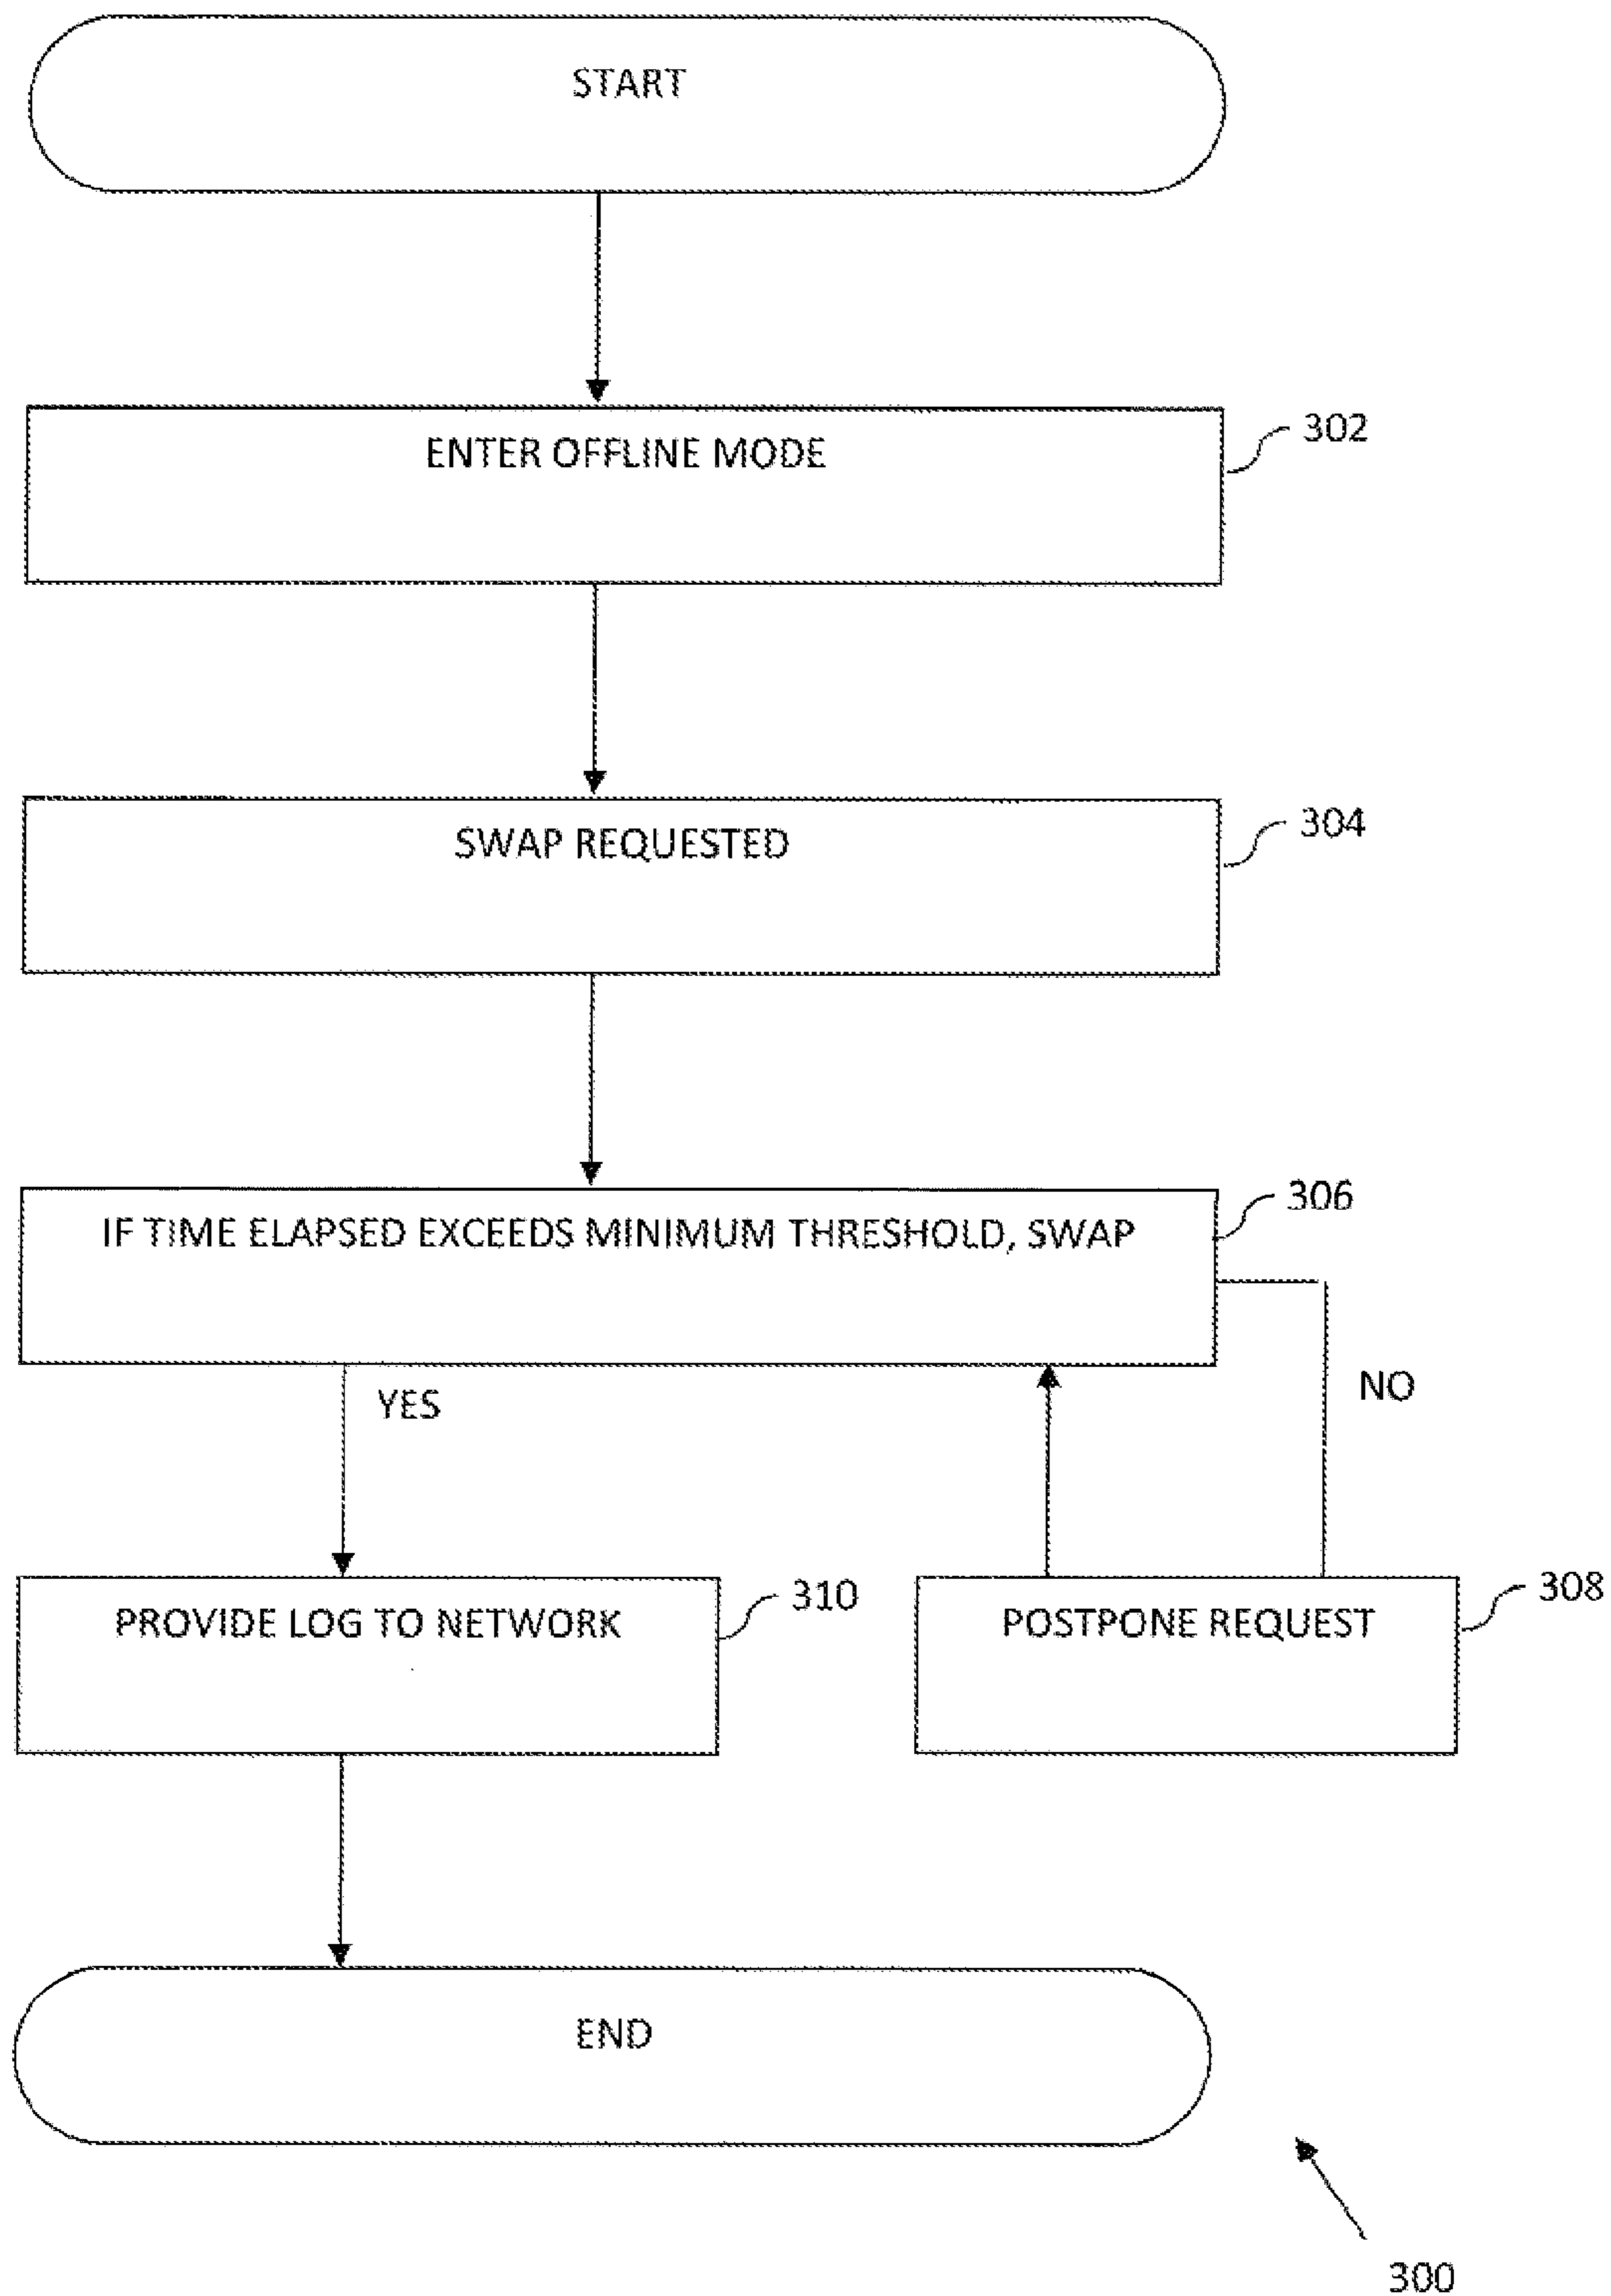 START
ENTER OFFLINE MODE
302
SWAP REQUESTED
304
IF TIME ELAPSED EXCEEDS MINIMUM THRESHOLD, SWAP
306
YES
NO
PROVIDE LOG TO NETWORK
310
POSTPONE REQUEST
308
END
300